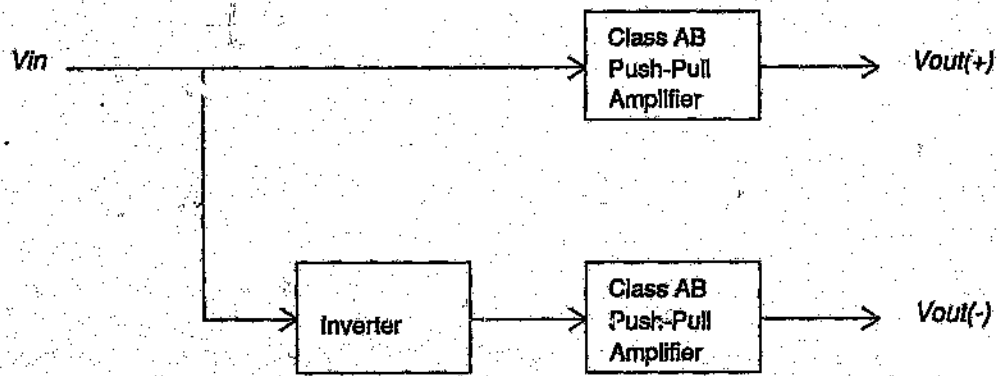 Vin
Class AB
Push-Pull
Amplifier
Vout(+)
Inverter
Class AB
Push-Pull
Amplifier
Vout(-)